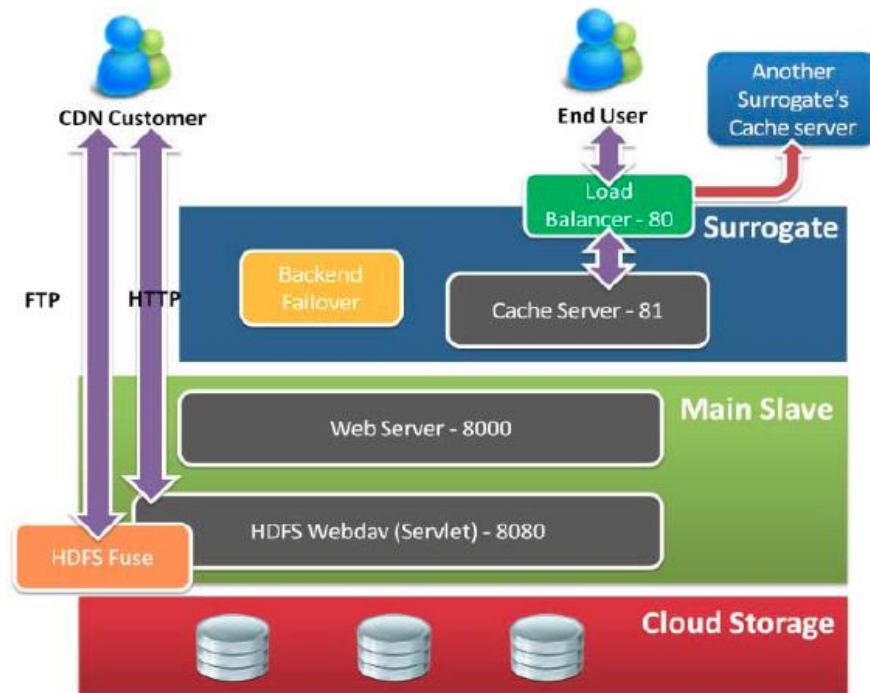 CDN Customer
End User
Another
Surrogate's
Cache server
Load
Balancer - 80
Surrogate
Backend
Failover
Cache Server - 81
FTP
HTTP
Main Slave
Web Server - 8000
HDFS Webdav (Servlet) - 8080
HDFS Fuse
Cloud Storage